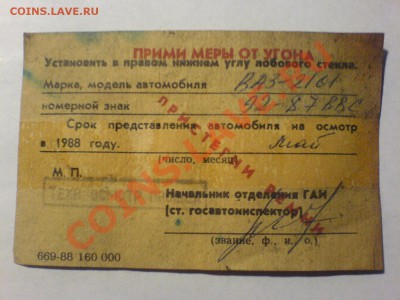 COINS.LAVE.RU
ПРИМИ МЕРЫ ОТ УГОНА
Установить в правом нижнем углу лобового стекла.
Марка, модель автомобиля ВАЗ-2101
номерной знак 92-87 ВВС
ПРИСТЕГНИ РЕМНИ
Срок представления автомобиля на осмотр
в 1988 году. Май
(число, месяц)
М. П.
Начальник отделения ГАИ
(ст. госавтоинспектор)
(звание, ф., и. о.)
669-88 160 000
COINS.LAVE.RU